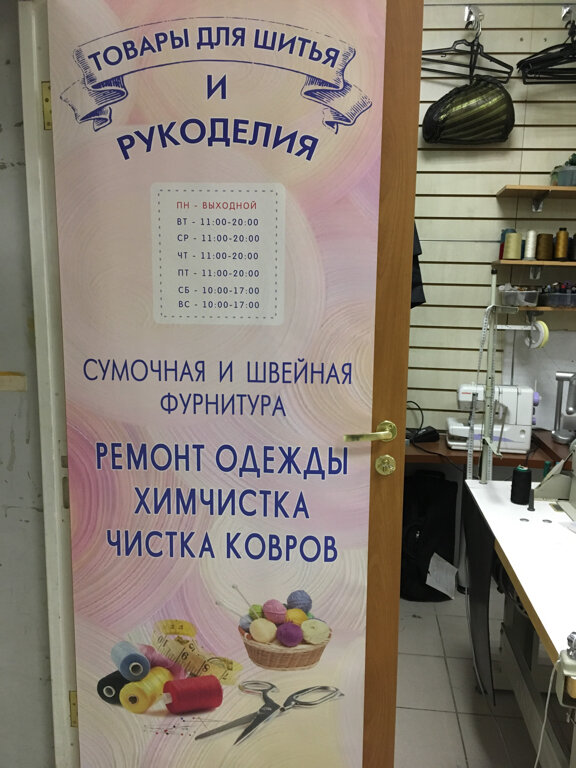 ТОВАРЫ ДЛЯ ШИТЬЯ
И
РУКОДЕЛИЯ
ПН - ВЫХОДНОЙ
ВТ - 11:00-20:00
СР - 11:00-20:00
ЧТ - 11:00-20:00
ПТ - 11:00-20:00
СБ - 10:00-17:00
ВС - 10:00-17:00
СУМОЧНАЯ И ШВЕЙНАЯ
ФУРНИТУРА
РЕМОНТ ОДЕЖДЫ
ХИМЧИСТКА
ЧИСТКА КОВРОВ